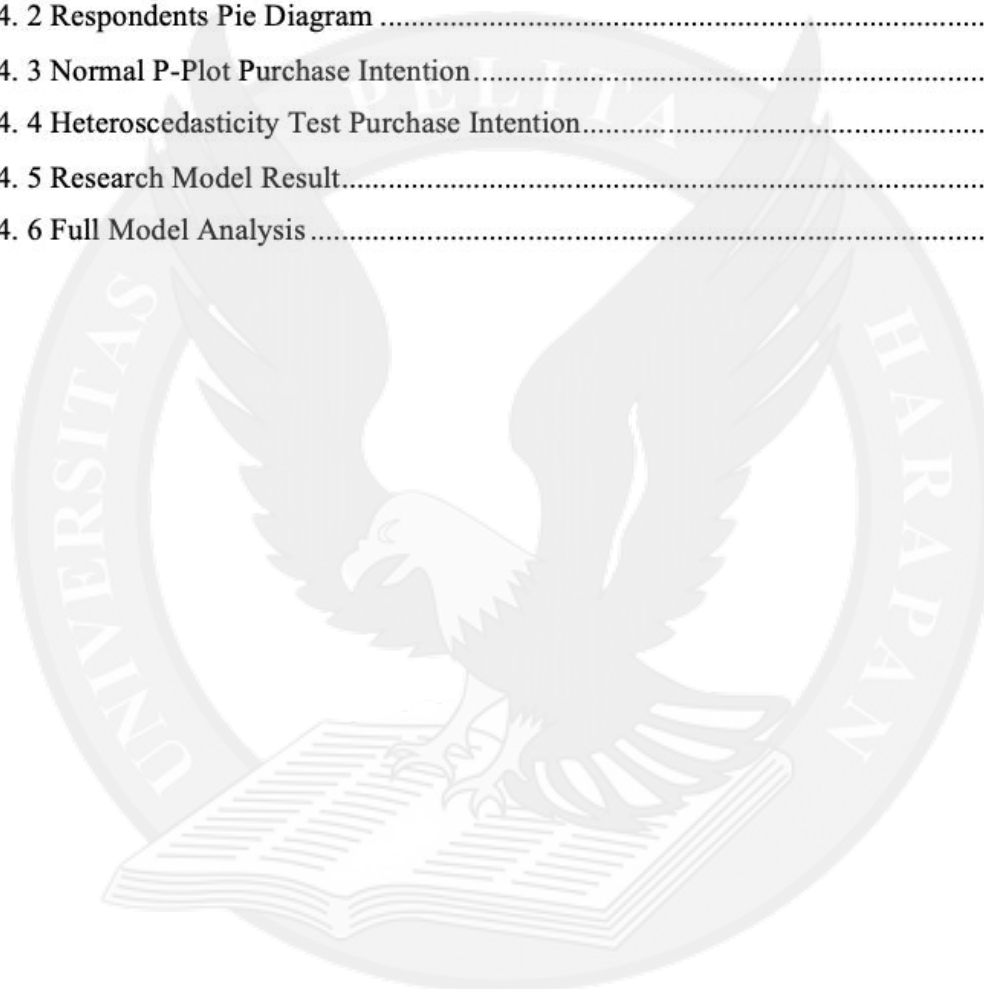 4. 2 Respondents Pie Diagram ........................................................................................
4. 3 Normal P-Plot Purchase Intention...........................................................................
4. 4 Heteroscedasticity Test Purchase Intention...........................................................
4. 5 Research Model Result...........................................................................................
4. 6 Full Model Analysis ................................................................................................
UNIVERSITAS PELITA HARAPAN